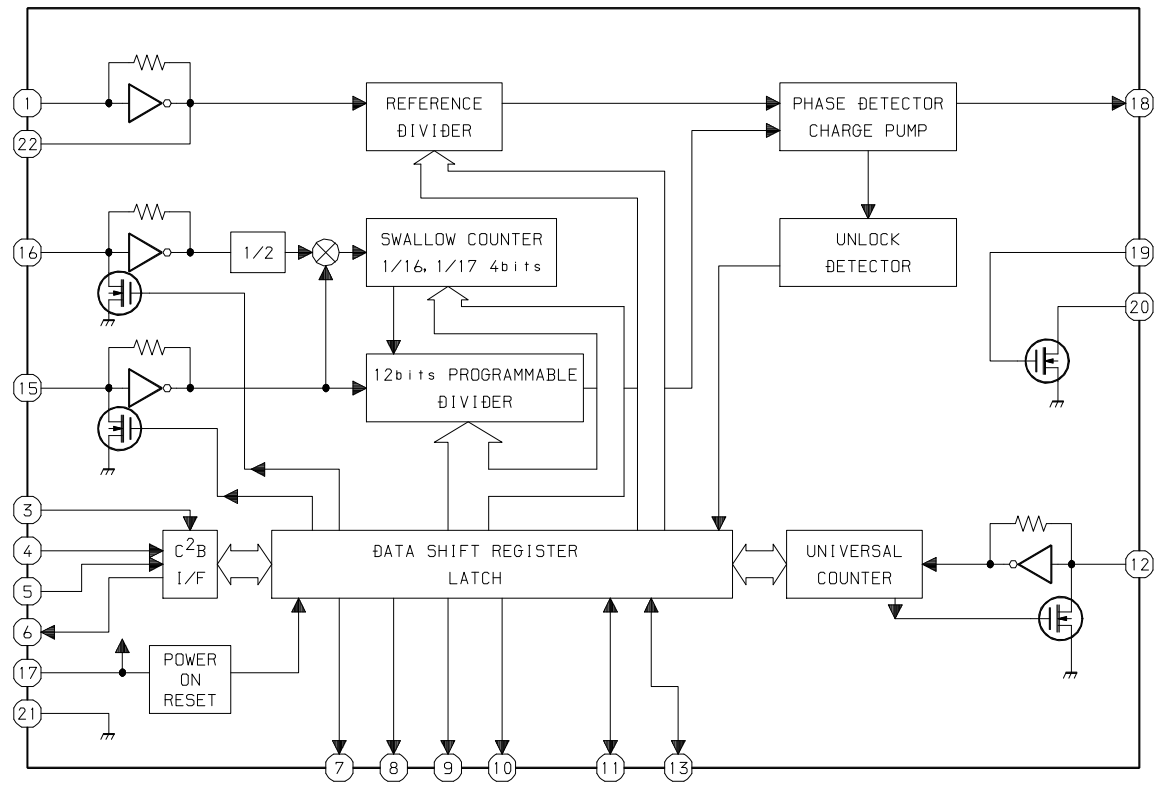 1
REFERENCE
DIVIDER
PHASE DETECTOR
CHARGE PUMP
18
22
16
1/2
SWALLOW COUNTER
1/16, 1/17 4bits
UNLOCK
DETECTOR
19
20
15
12bits PROGRAMMABLE
DIVIDER
3
4
5
6
C²B
I/F
DATA SHIFT REGISTER
LATCH
UNIVERSAL
COUNTER
12
17
POWER
ON
RESET
21
7
8
9
10
11
13